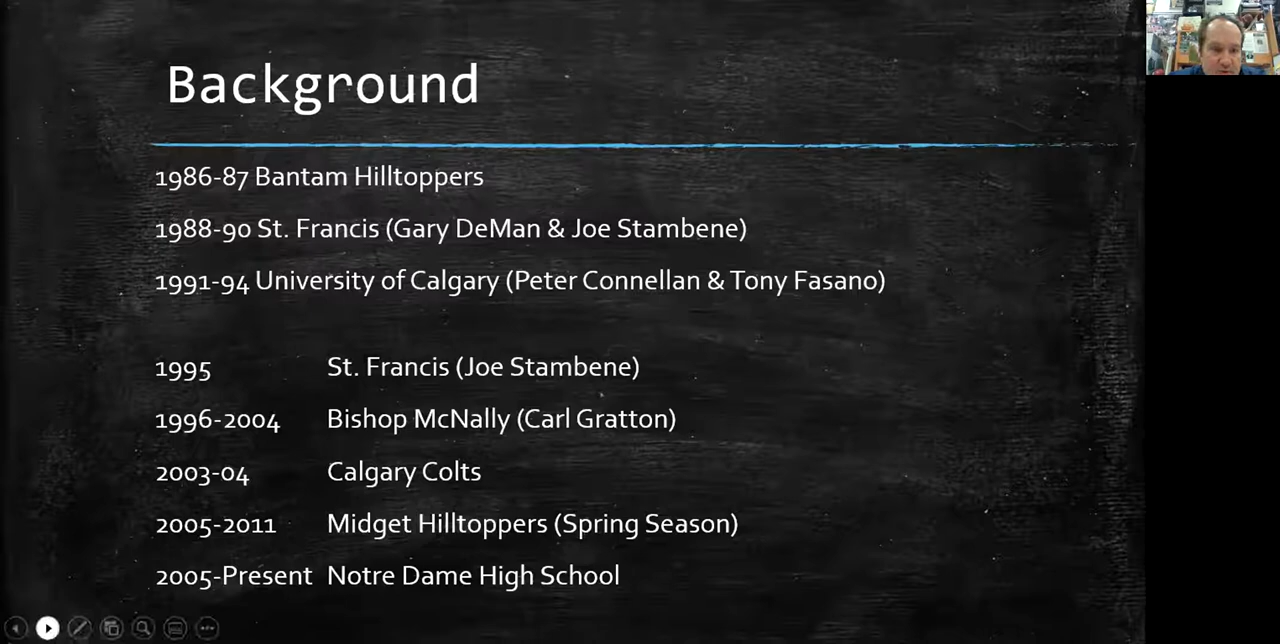 Background
1986-87 Bantam Hilltoppers
1988-90 St. Francis (Gary DeMan & Joe Stambene)
1991-94 University of Calgary (Peter Connellan & Tony Fasano)
1995 St. Francis (Joe Stambene)
1996-2004 Bishop McNally (Carl Gratton)
2003-04 Calgary Colts
2005-2011 Midget Hilltoppers (Spring Season)
2005-Present Notre Dame High School